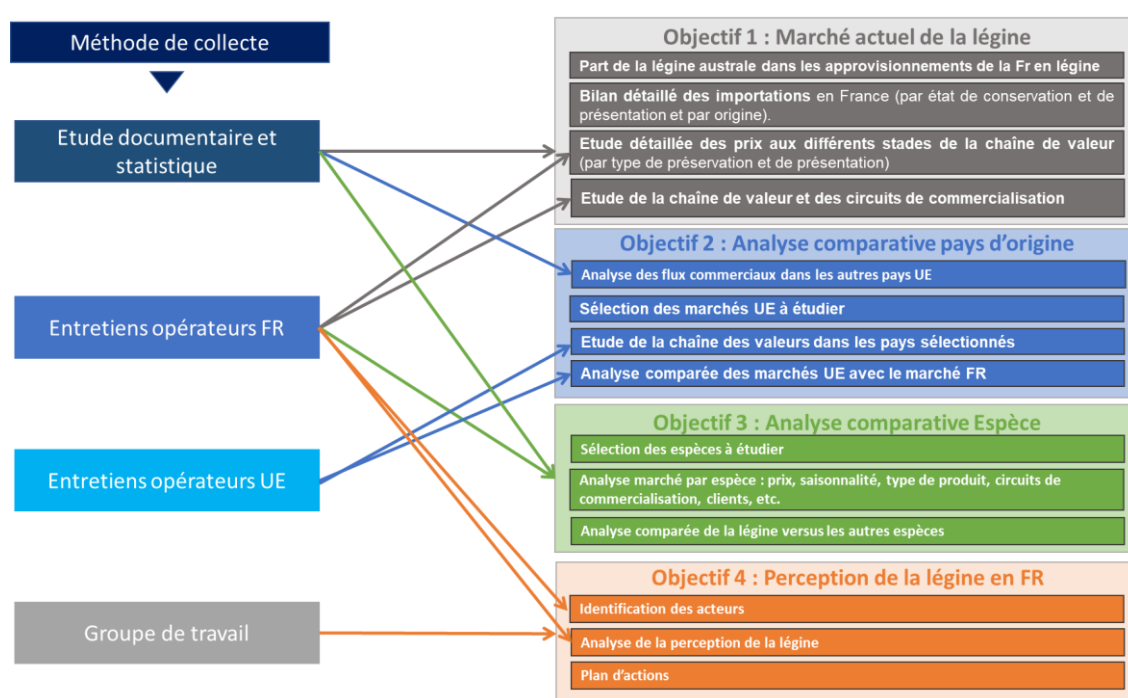 Méthode de collecte
Etude documentaire et
statistique
Entretiens opérateurs FR
Entretiens opérateurs UE
Groupe de travail
Objectif 1 : Marché actuel de la légine
Part de la légine australe dans les approvisionnements de la Fr en légine
Bilan détaillé des importations en France (par état de conservation et de
présentation et par origine).
Etude détaillée des prix aux différents stades de la chaîne de valeur
(par type de préservation et de présentation)
Etude de la chaîne de valeur et des circuits de commercialisation
Objectif 2 : Analyse comparative pays d'origine
Analyse des flux commerciaux dans les autres pays UE
Sélection des marchés UE à étudier
Etude de la chaîne des valeurs dans les pays sélectionnés
Analyse comparée des marchés UE avec le marché FR
Objectif 3 : Analyse comparative Espèce
Sélection des espèces à étudier
Analyse marché par espèce : prix, saisonnalité, type de produit, circuits de
commercialisation, clients, etc.
Analyse comparée de la légine versus les autres espèces
Objectif 4 : Perception de la légine en FR
Identification des acteurs
Analyse de la perception de la légine
Plan d'actions